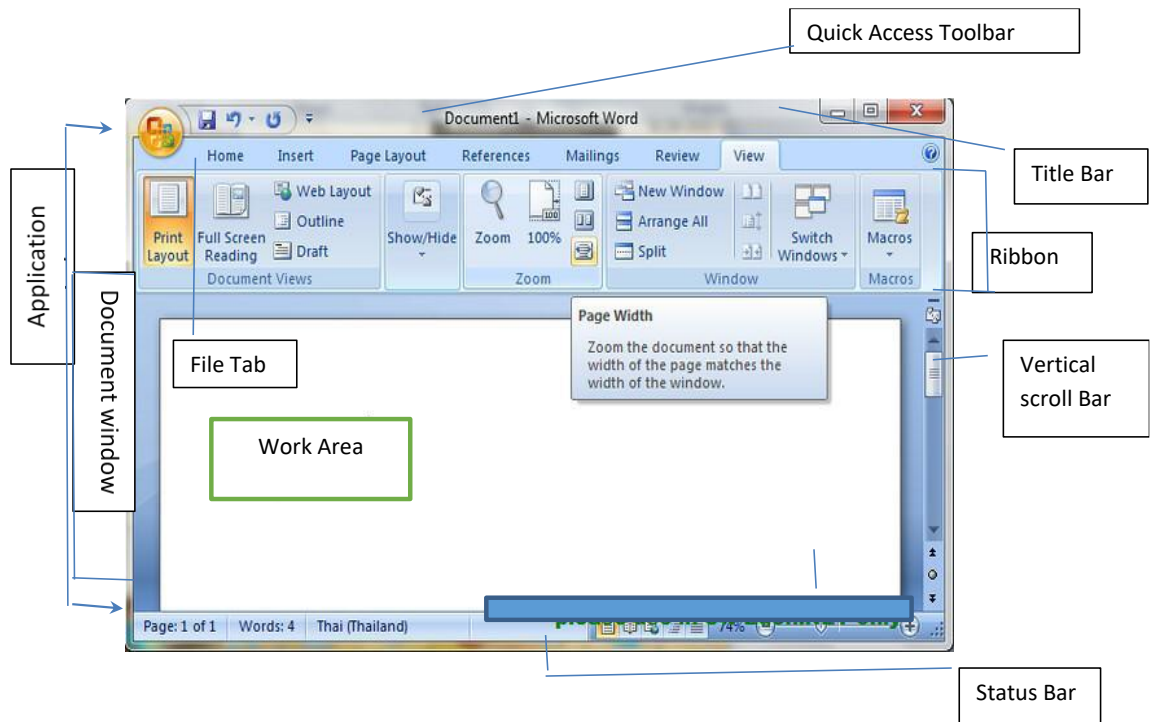 Quick Access Toolbar
Document1 - Microsoft Word
Home Insert Page Layout References Mailings Review View
Title Bar
Application
Print Layout
Full Screen Reading
Web Layout
Outline
Draft
Document Views
Show/Hide
Zoom
100%
Zoom
New Window
Arrange All
Split
Switch Windows
Window
Macros
Macros
Ribbon
Document window
Page Width
Zoom the document so that the
width of the page matches the
width of the window.
File Tab
Vertical
scroll Bar
Work Area
Page: 1 of 1 Words: 4 Thai (Thailand) 74%
Status Bar